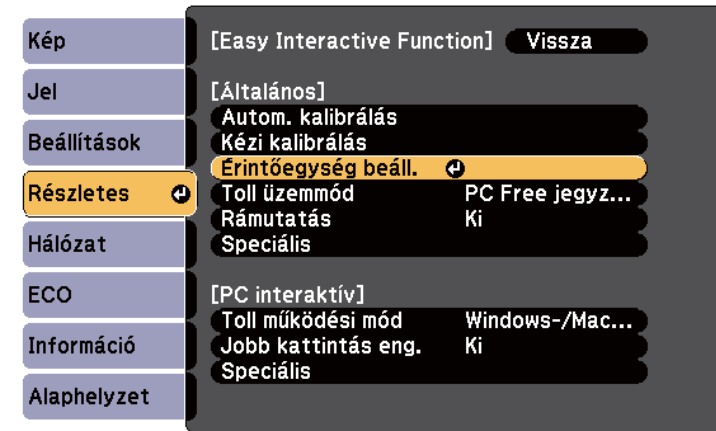 Kép
Jel
Beállítások
Részletes
Hálózat
ECO
Információ
Alaphelyzet
[Easy Interactive Function] Vissza
[Általános]
Autom. kalibrálás
Kézi kalibrálás
Érintőegység beáll.
Toll üzemmód PC Free jegyz...
Rámutatás Ki
Speciális
[PC interaktív]
Toll működési mód Windows-/Mac...
Jobb kattintás eng. Ki
Speciális